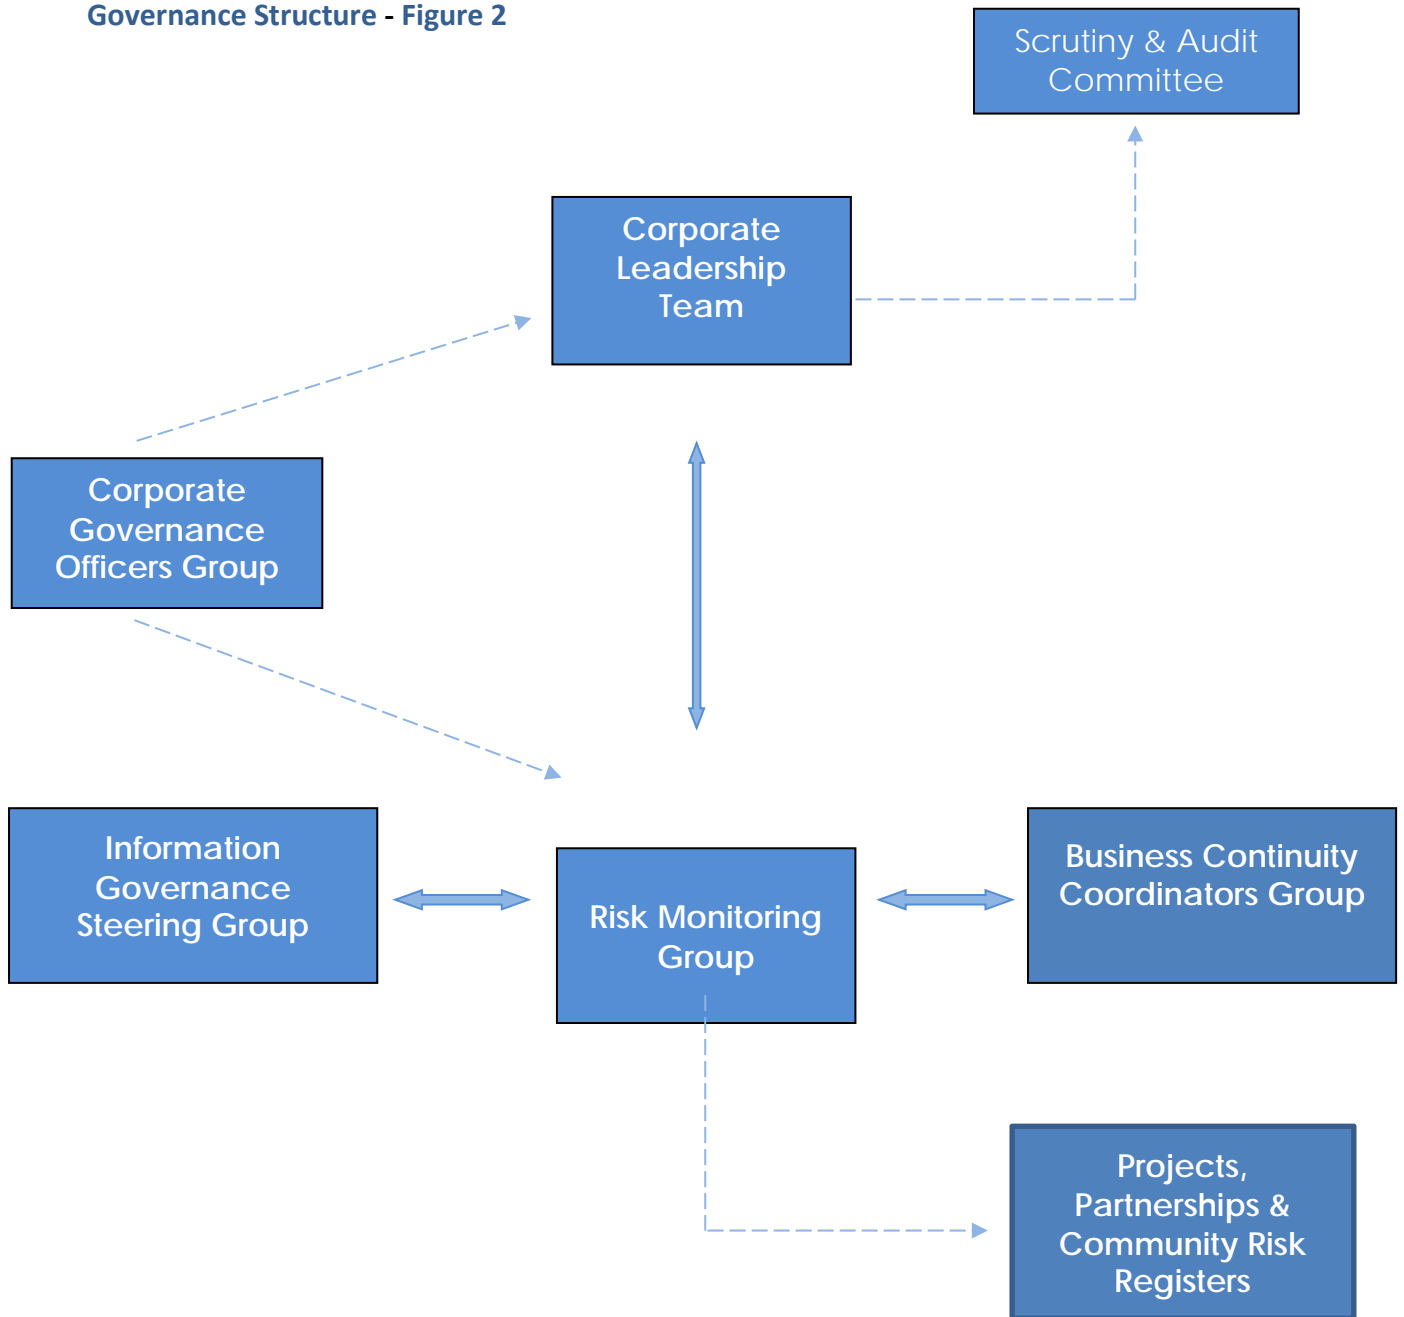 Governance Structure - Figure 2
Scrutiny & Audit
Committee
Corporate
Leadership
Team
Corporate
Governance
Officers Group
Information
Governance
Steering Group
Risk Monitoring
Group
Business Continuity
Coordinators Group
Projects,
Partnerships &
Community Risk
Registers